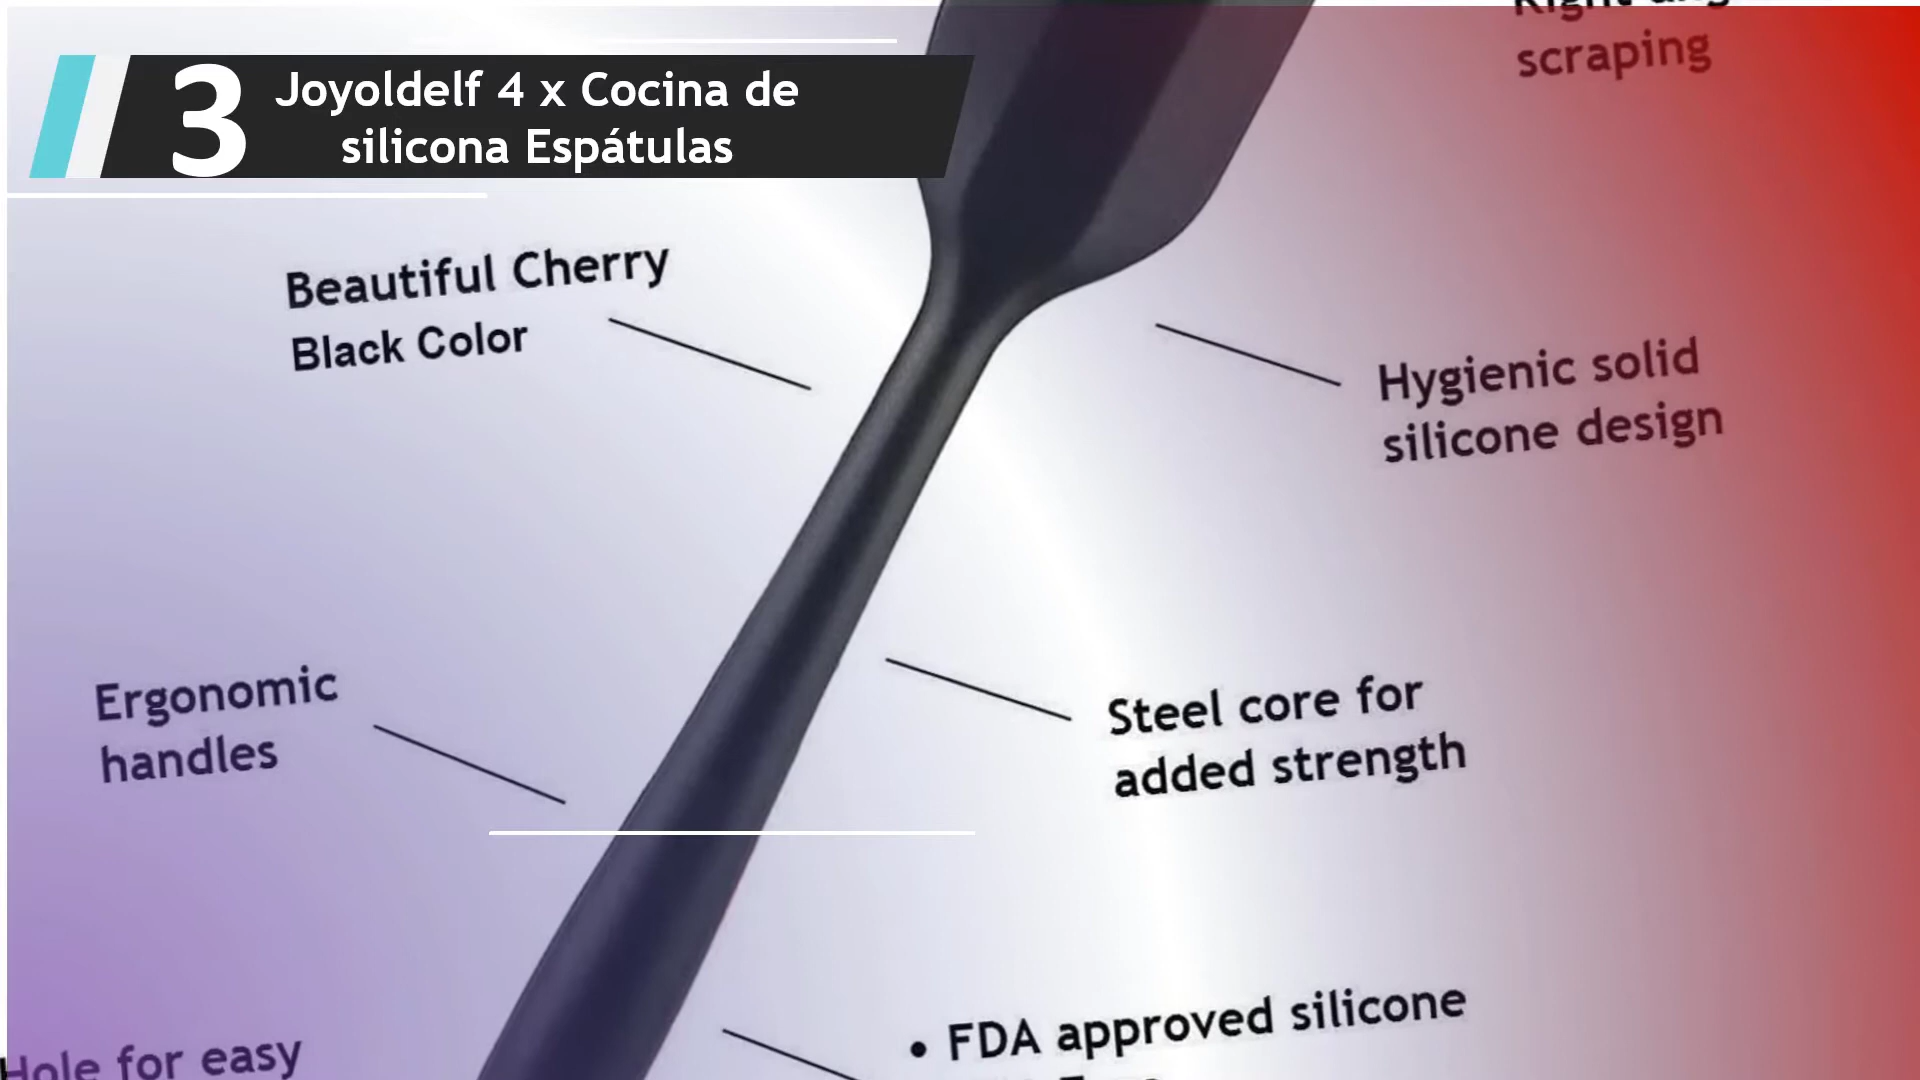 3
Joyoldelf 4 x Cocina de
silicona Espátulas
scraping
Beautiful Cherry
Black Color
Hygienic solid
silicone design
Ergonomic
handles
Steel core for
added strength
• FDA approved silicone
Hole for easy